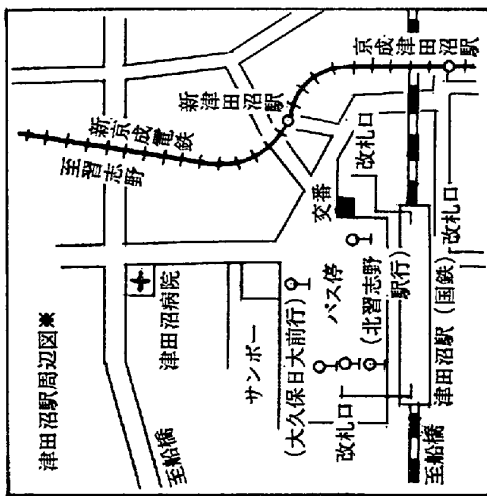 津田沼駅周辺図※
至船橋
津田沼病院
サンポー
(大久保日大前行)
バス停
(北習志野
駅行)
改札口
津田沼駅(国鉄)
至船橋
交番
改札口
改札口
新京成電鉄
至習志野
新津田沼駅
京成津田沼駅